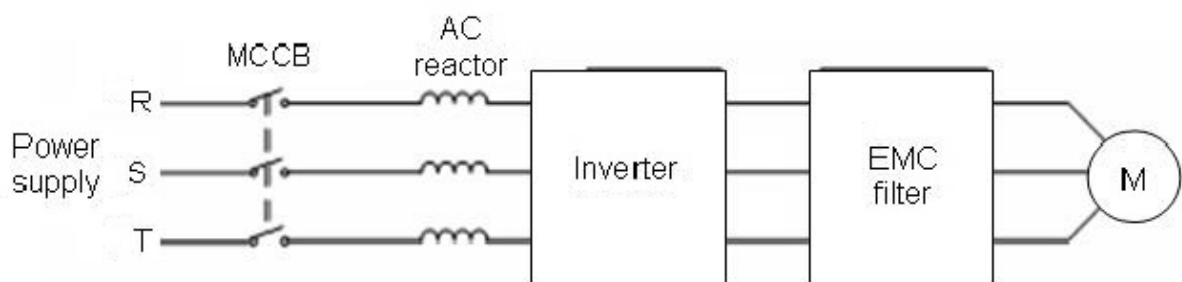 MCCB
AC
reactor
R
Power
supply
S
T
Inverter
EMC
filter
M